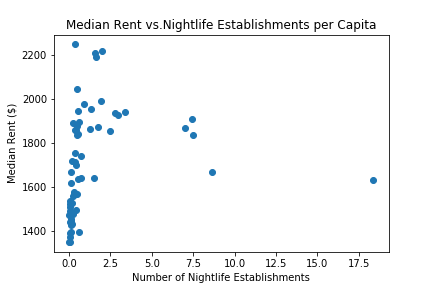 Median Rent vs.Nightlife Establishments per Capita
Median Rent ($)
2200
2000
1800
1600
1400
0.0 2.5 5.0 7.5 10.0 12.5 15.0 17.5
Number of Nightlife Establishments